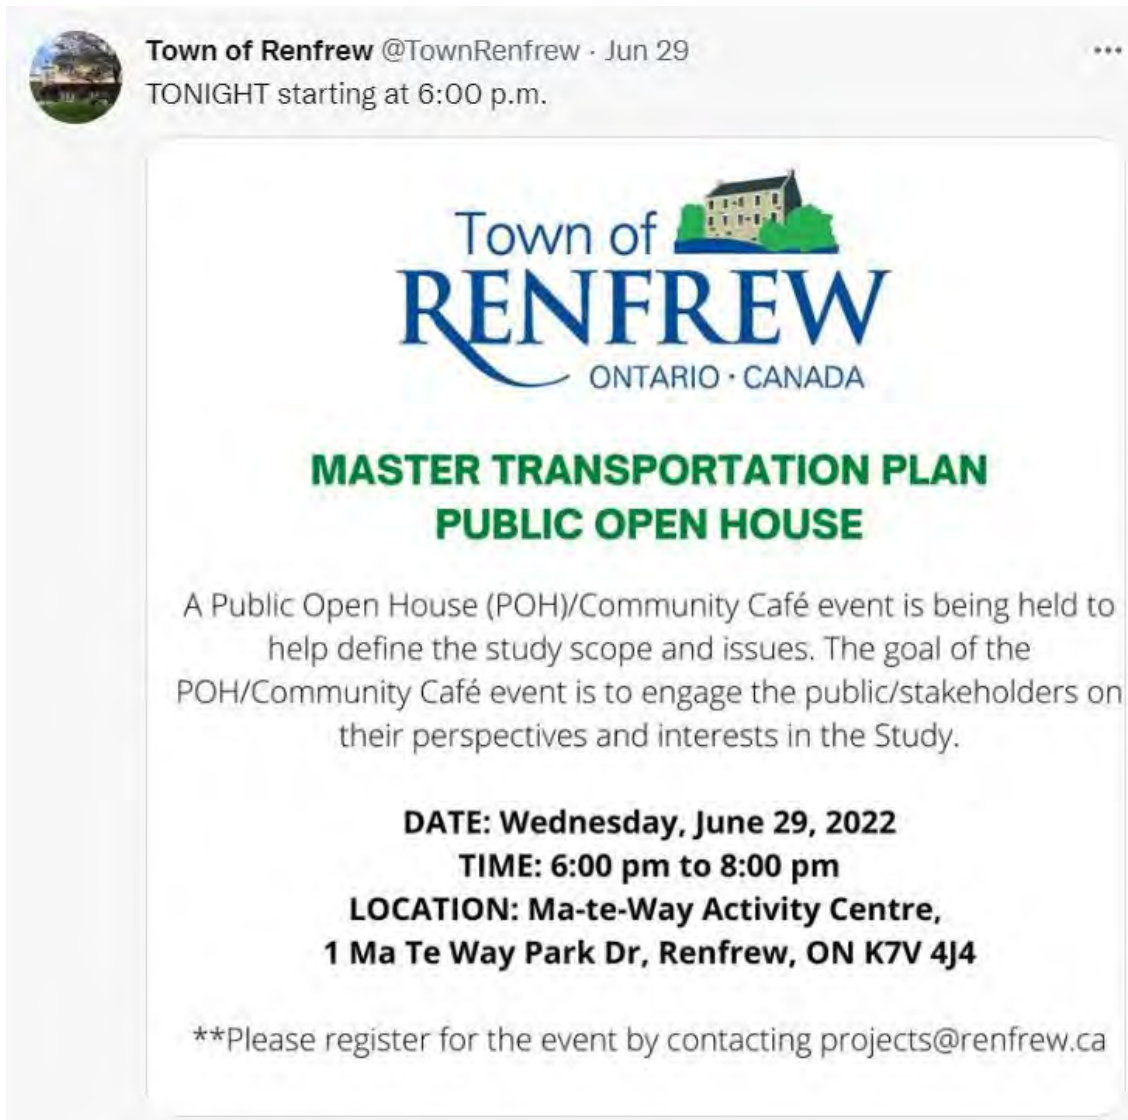 Town of Renfrew @TownRenfrew · Jun 29
TONIGHT starting at 6:00 p.m.
Town of
RENFREW
ONTARIO · CANADA
MASTER TRANSPORTATION PLAN
PUBLIC OPEN HOUSE
A Public Open House (POH)/Community Café event is being held to
help define the study scope and issues. The goal of the
POH/Community Café event is to engage the public/stakeholders on
their perspectives and interests in the Study.
DATE: Wednesday, June 29, 2022
TIME: 6:00 pm to 8:00 pm
LOCATION: Ma-te-Way Activity Centre,
1 Ma Te Way Park Dr, Renfrew, ON K7V 4J4
**Please register for the event by contacting projects@renfrew.ca